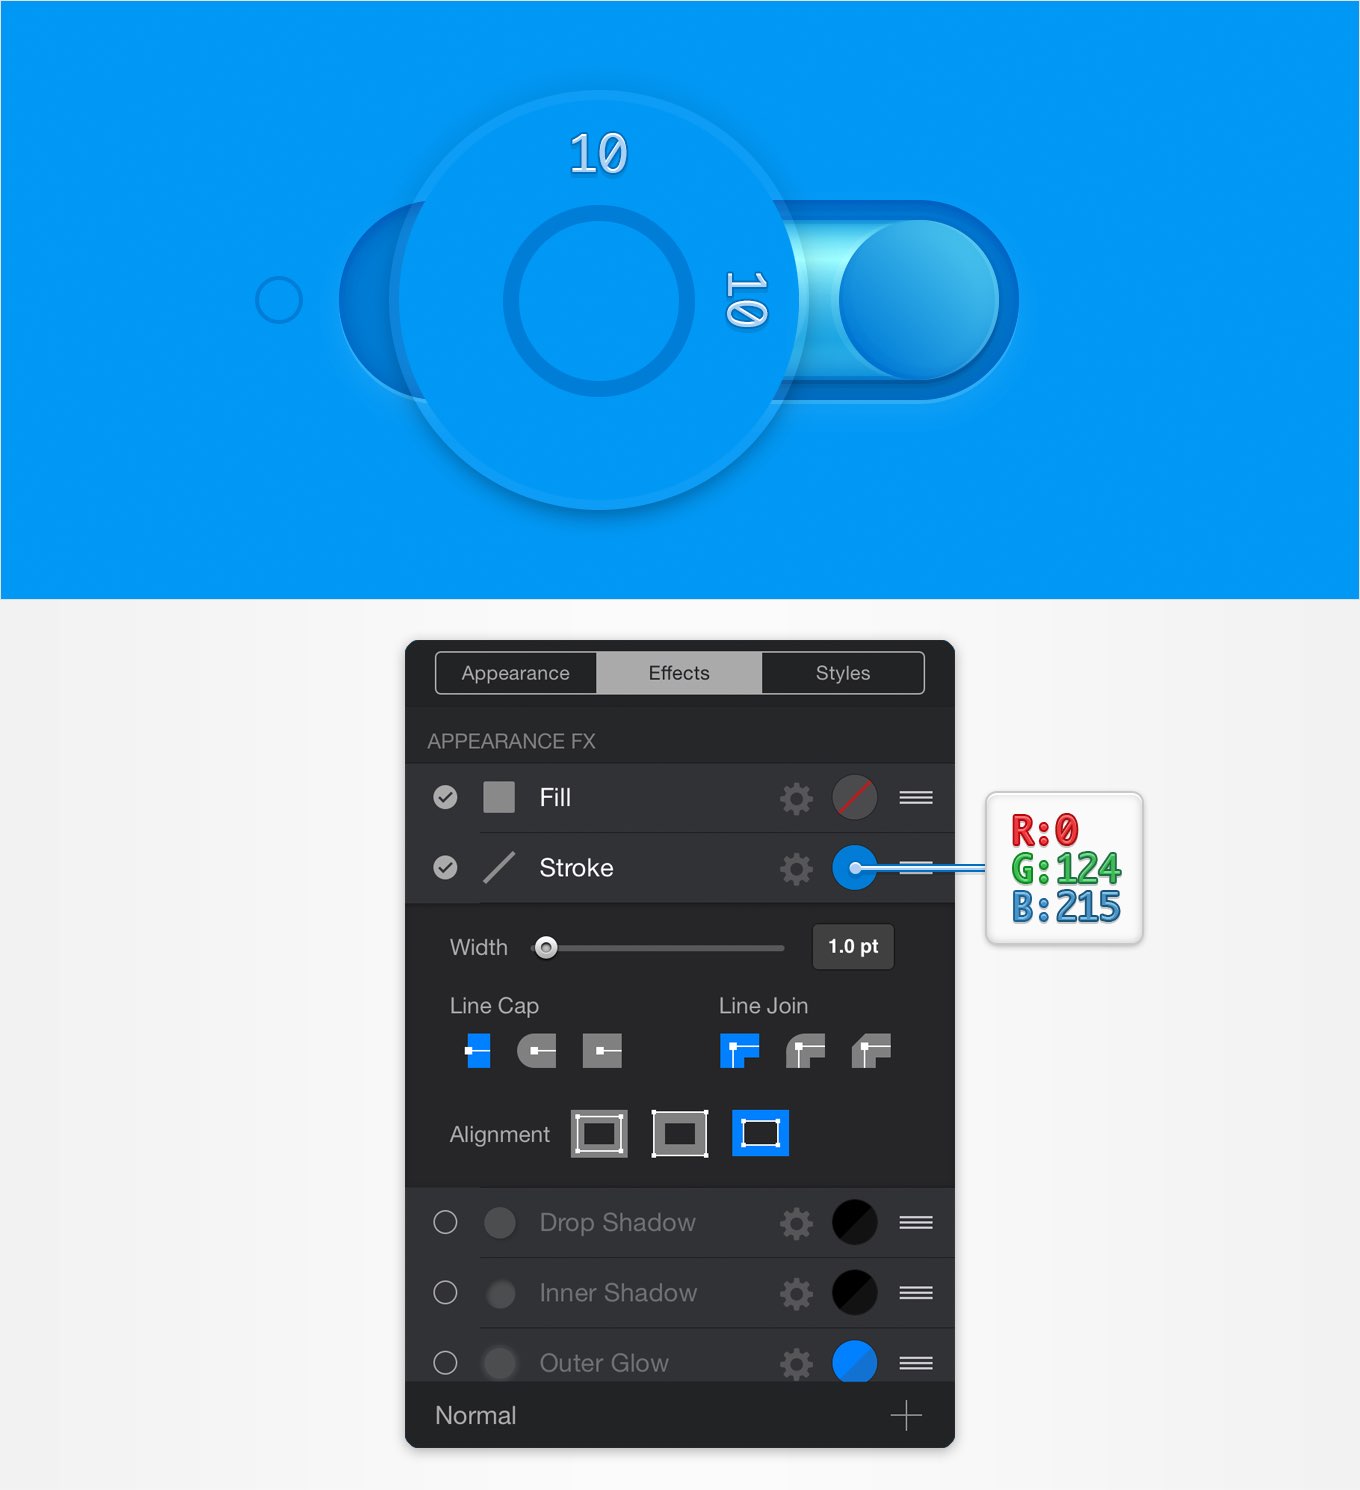 10
10
Appearance Effects Styles
APPEARANCE FX
Fill
Stroke
R:0
G:124
B:215
Width 1.0 pt
Line Cap Line Join
Alignment
Drop Shadow
Inner Shadow
Outer Glow
Normal